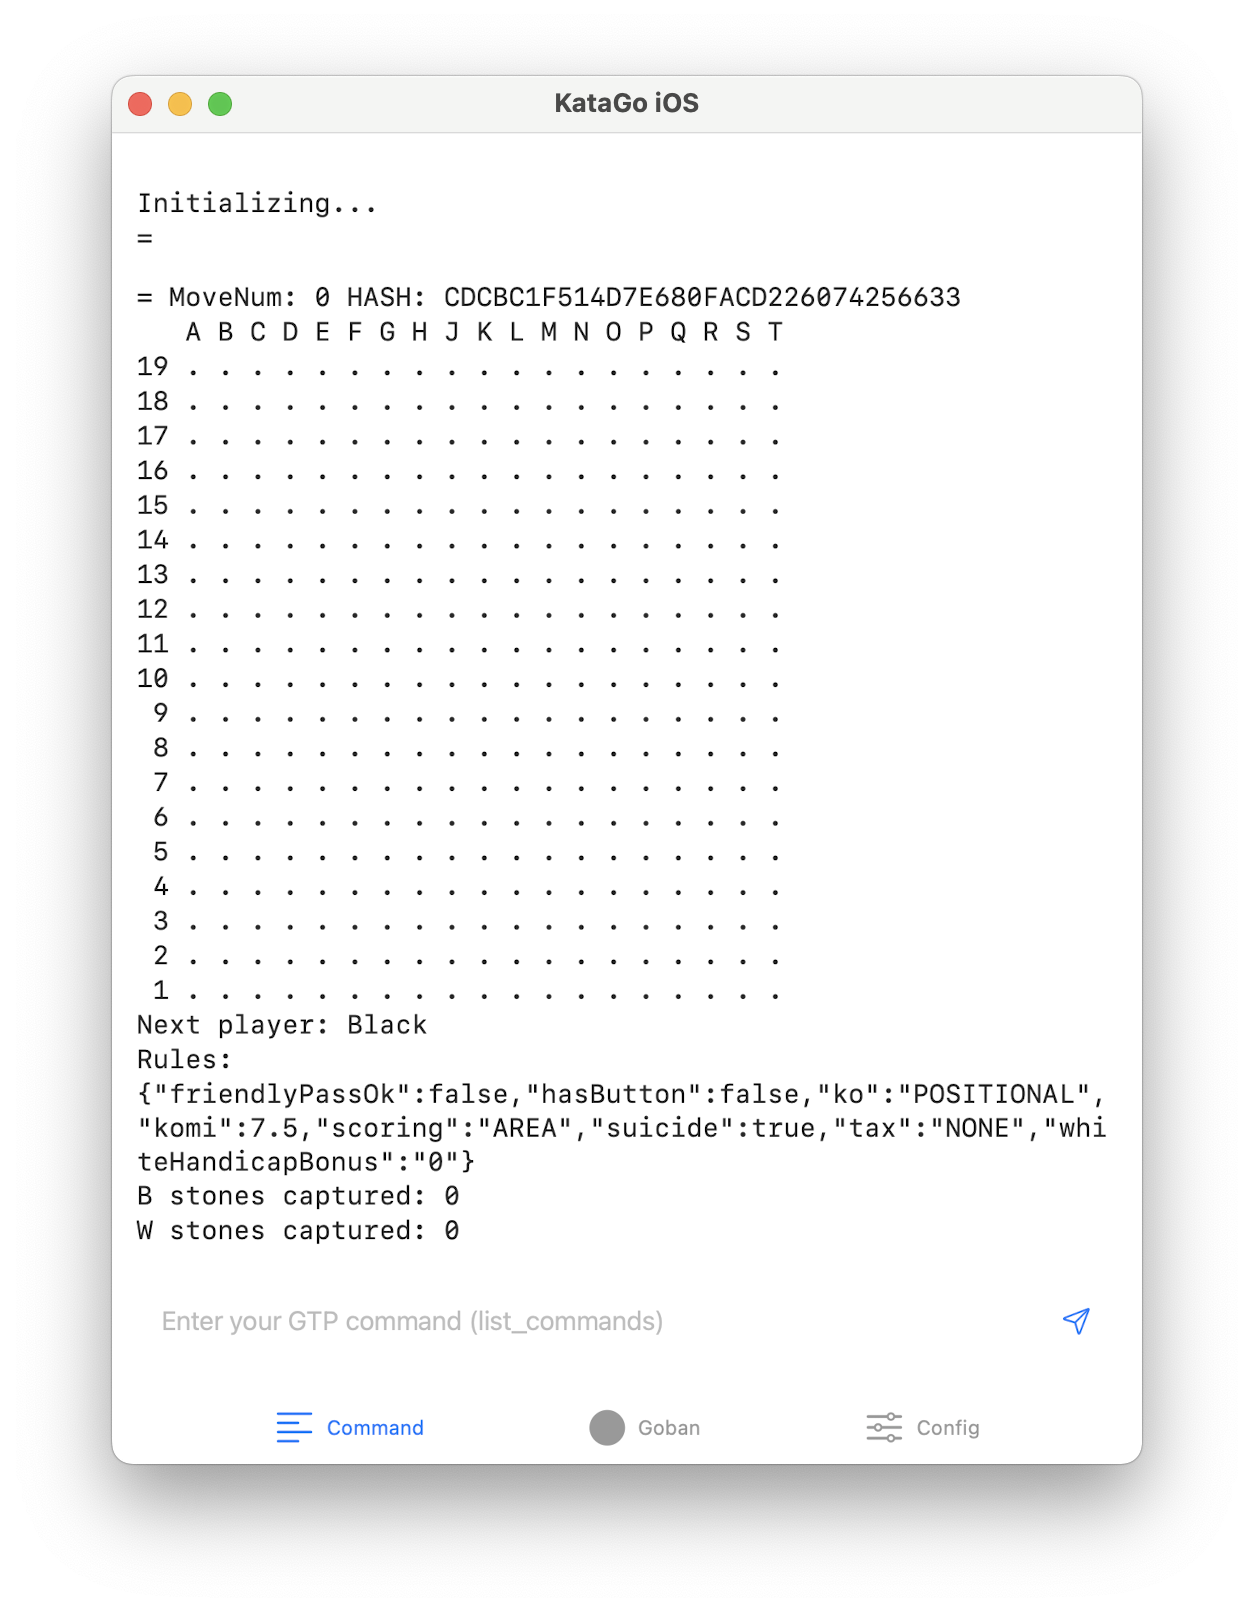 KataGo iOS
Initializing...
=
= MoveNum: 0 HASH: CDCBC1F514D7E680FACD226074256633
   A B C D E F G H J K L M N O P Q R S T
19 . . . . . . . . . . . . . . . . . . .
18 . . . . . . . . . . . . . . . . . . .
17 . . . . . . . . . . . . . . . . . . .
16 . . . . . . . . . . . . . . . . . . .
15 . . . . . . . . . . . . . . . . . . .
14 . . . . . . . . . . . . . . . . . . .
13 . . . . . . . . . . . . . . . . . . .
12 . . . . . . . . . . . . . . . . . . .
11 . . . . . . . . . . . . . . . . . . .
10 . . . . . . . . . . . . . . . . . . .
 9 . . . . . . . . . . . . . . . . . . .
 8 . . . . . . . . . . . . . . . . . . .
 7 . . . . . . . . . . . . . . . . . . .
 6 . . . . . . . . . . . . . . . . . . .
 5 . . . . . . . . . . . . . . . . . . .
 4 . . . . . . . . . . . . . . . . . . .
 3 . . . . . . . . . . . . . . . . . . .
 2 . . . . . . . . . . . . . . . . . . .
 1 . . . . . . . . . . . . . . . . . . .
Next player: Black
Rules:
{"friendlyPassOk":false,"hasButton":false,"ko":"POSITIONAL",
"komi":7.5,"scoring":"AREA","suicide":true,"tax":"NONE","whi
teHandicapBonus":"0"}
B stones captured: 0
W stones captured: 0
Enter your GTP command (list_commands)
Command
Goban
Config